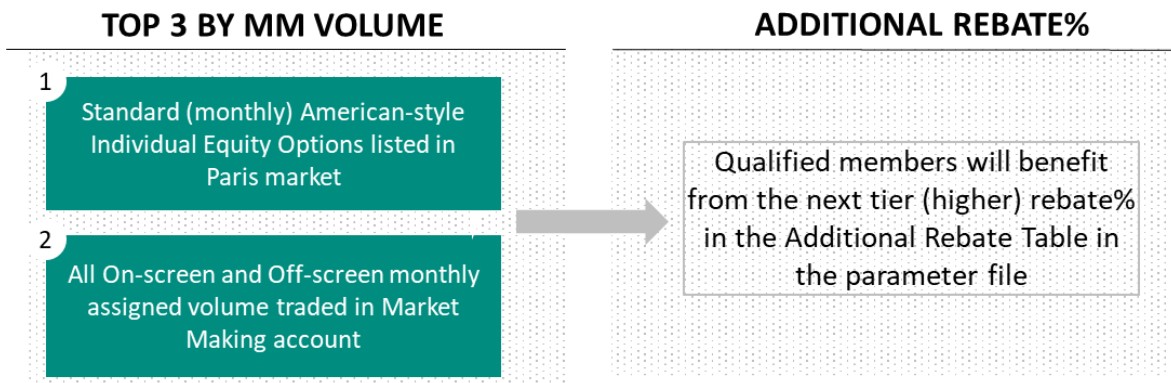 TOP 3 BY MM VOLUME
1
Standard (monthly) American-style
Individual Equity Options listed in
Paris market
2
All On-screen and Off-screen monthly
assigned volume traded in Market
Making account
ADDITIONAL REBATE%
Qualified members will benefit
from the next tier (higher) rebate%
in the Additional Rebate Table in
the parameter file